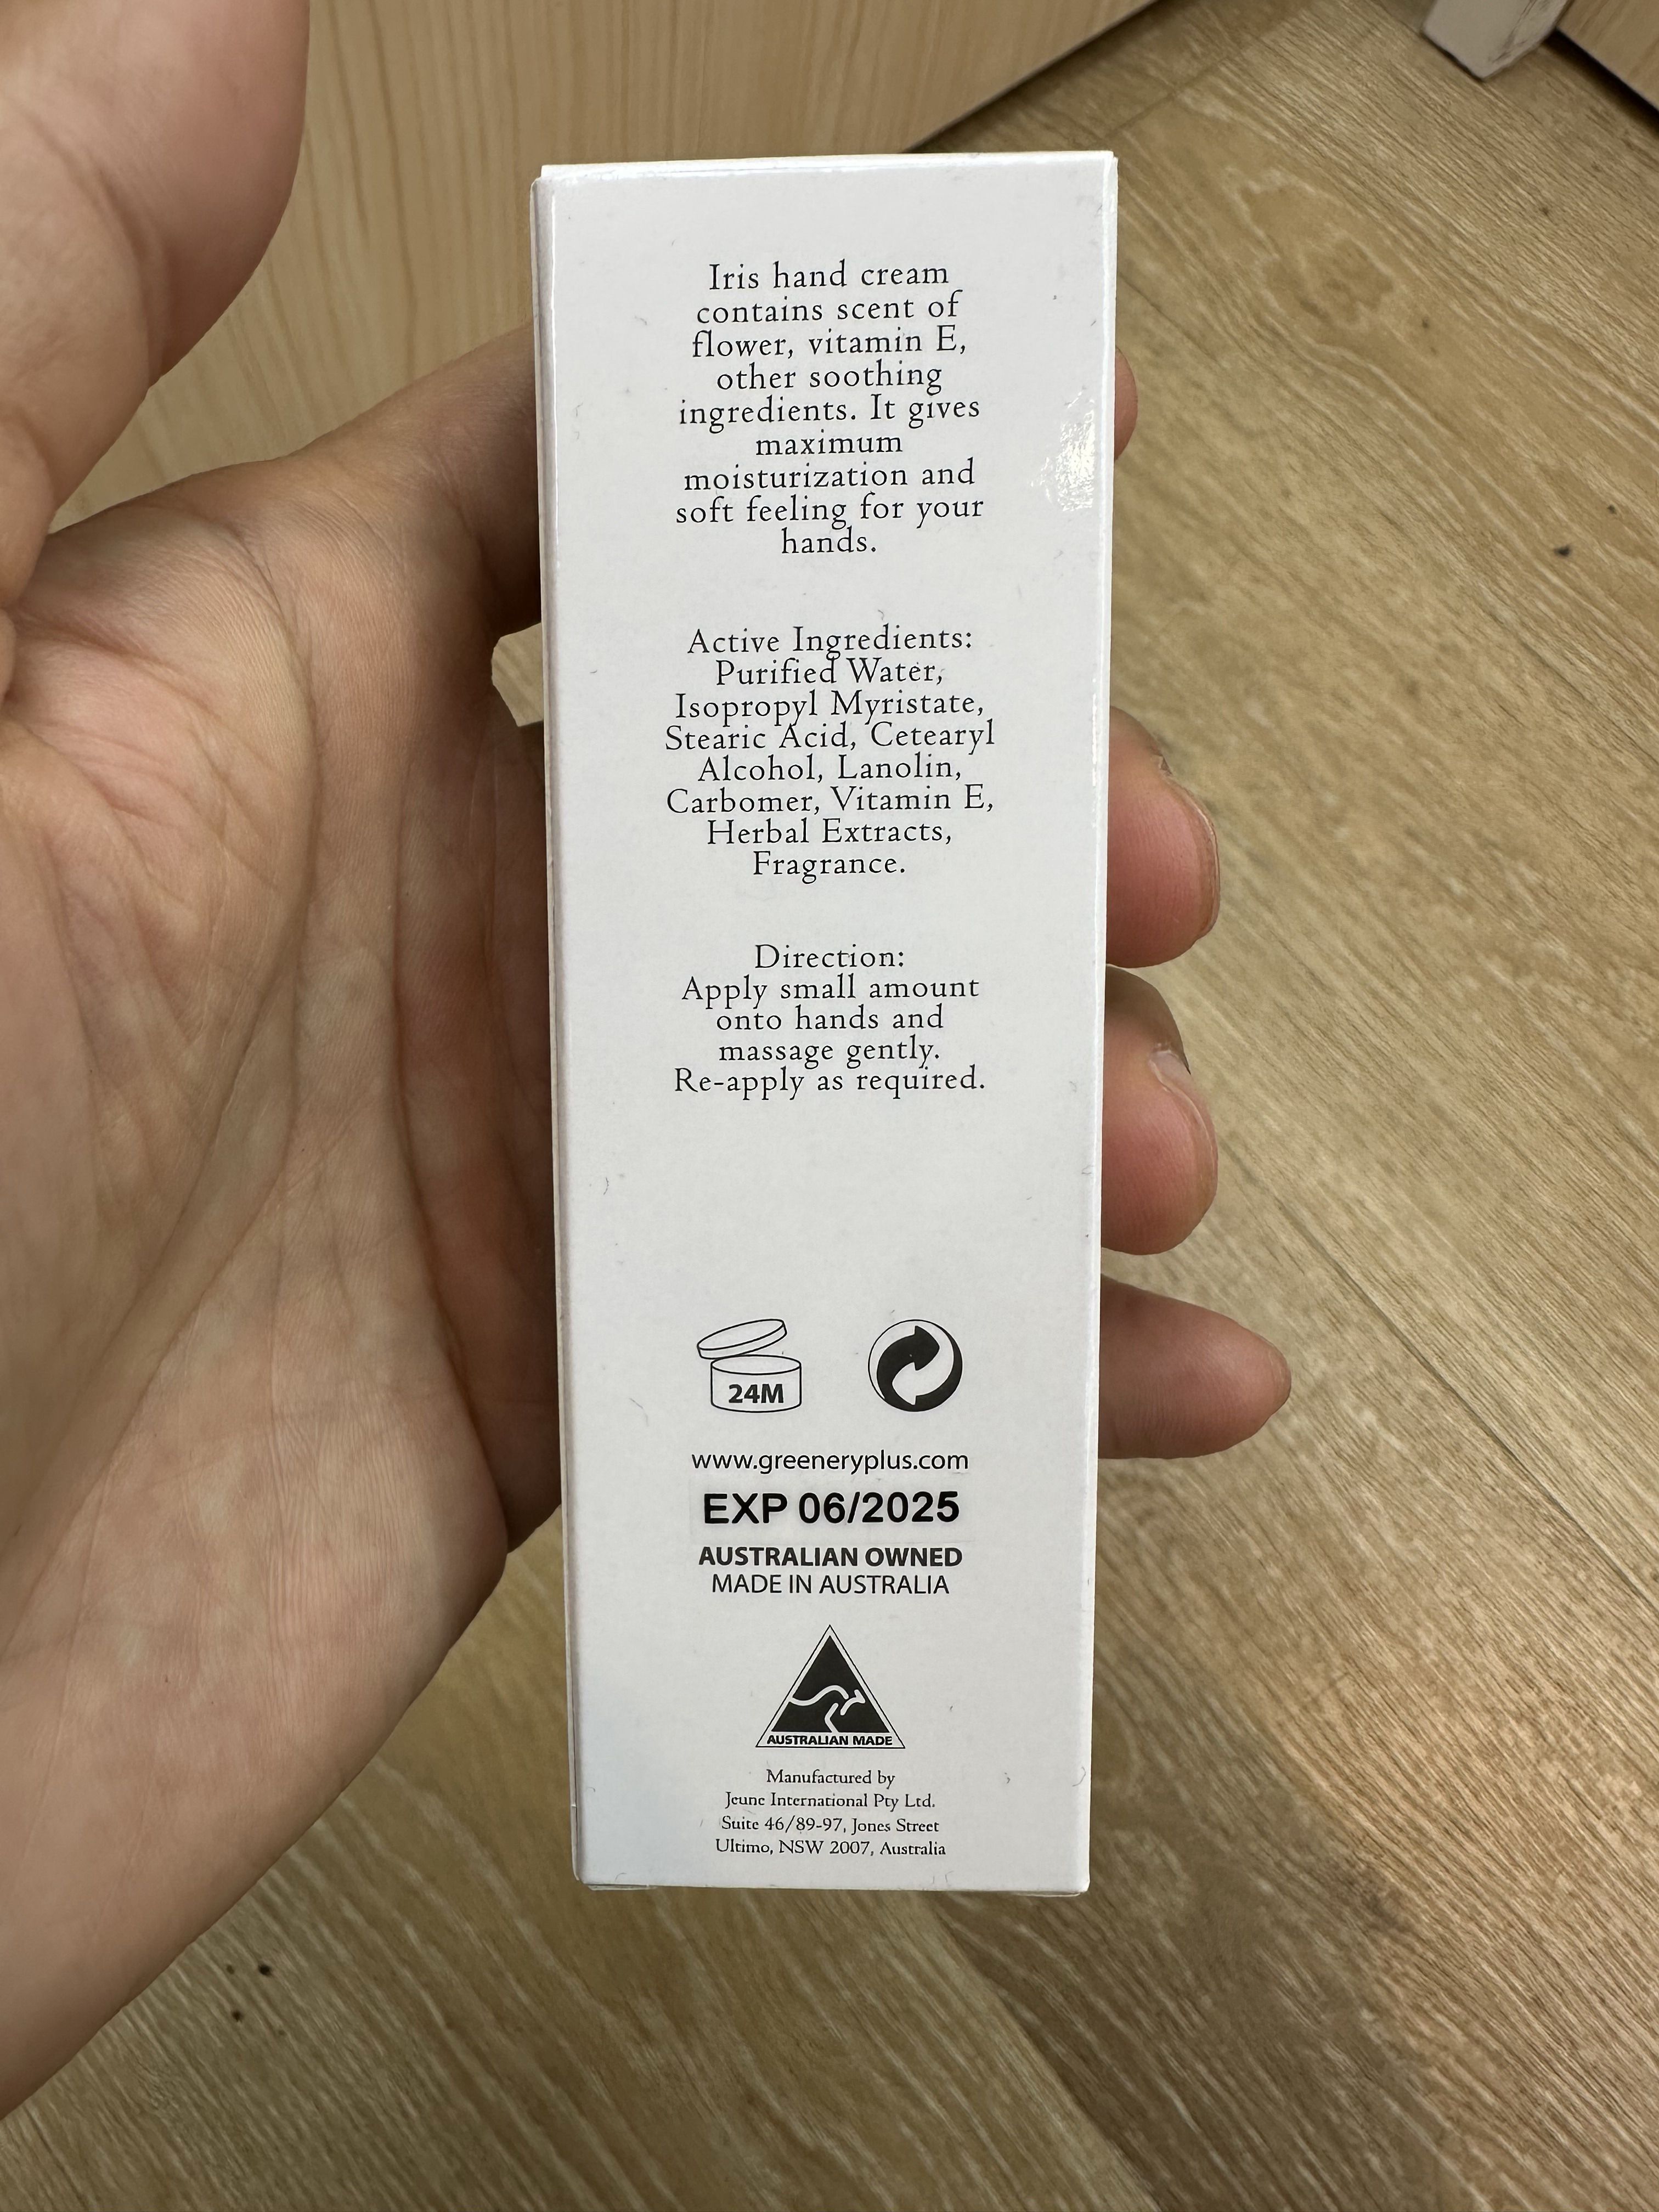 Iris hand cream
contains scent of
flower, vitamin E,
other soothing
ingredients. It gives
maximum
moisturization and
soft feeling for your
hands.
Active Ingredients:
Purified Water,
Isopropyl Myristate,
Stearic Acid, Cetearyl
Alcohol, Lanolin,
Carbomer, Vitamin E,
Herbal Extracts,
Fragrance.
Direction:
Apply small amount
onto hands and
massage gently.
Re-apply as required.
24M
www.greeneryplus.com
EXP 06/2025
AUSTRALIAN OWNED
MADE IN AUSTRALIA
AUSTRALIAN MADE
Manufactured by
Jeune International Pty Ltd.
Suite 46/89-97, Jones Street
Ultimo, NSW 2007, Australia